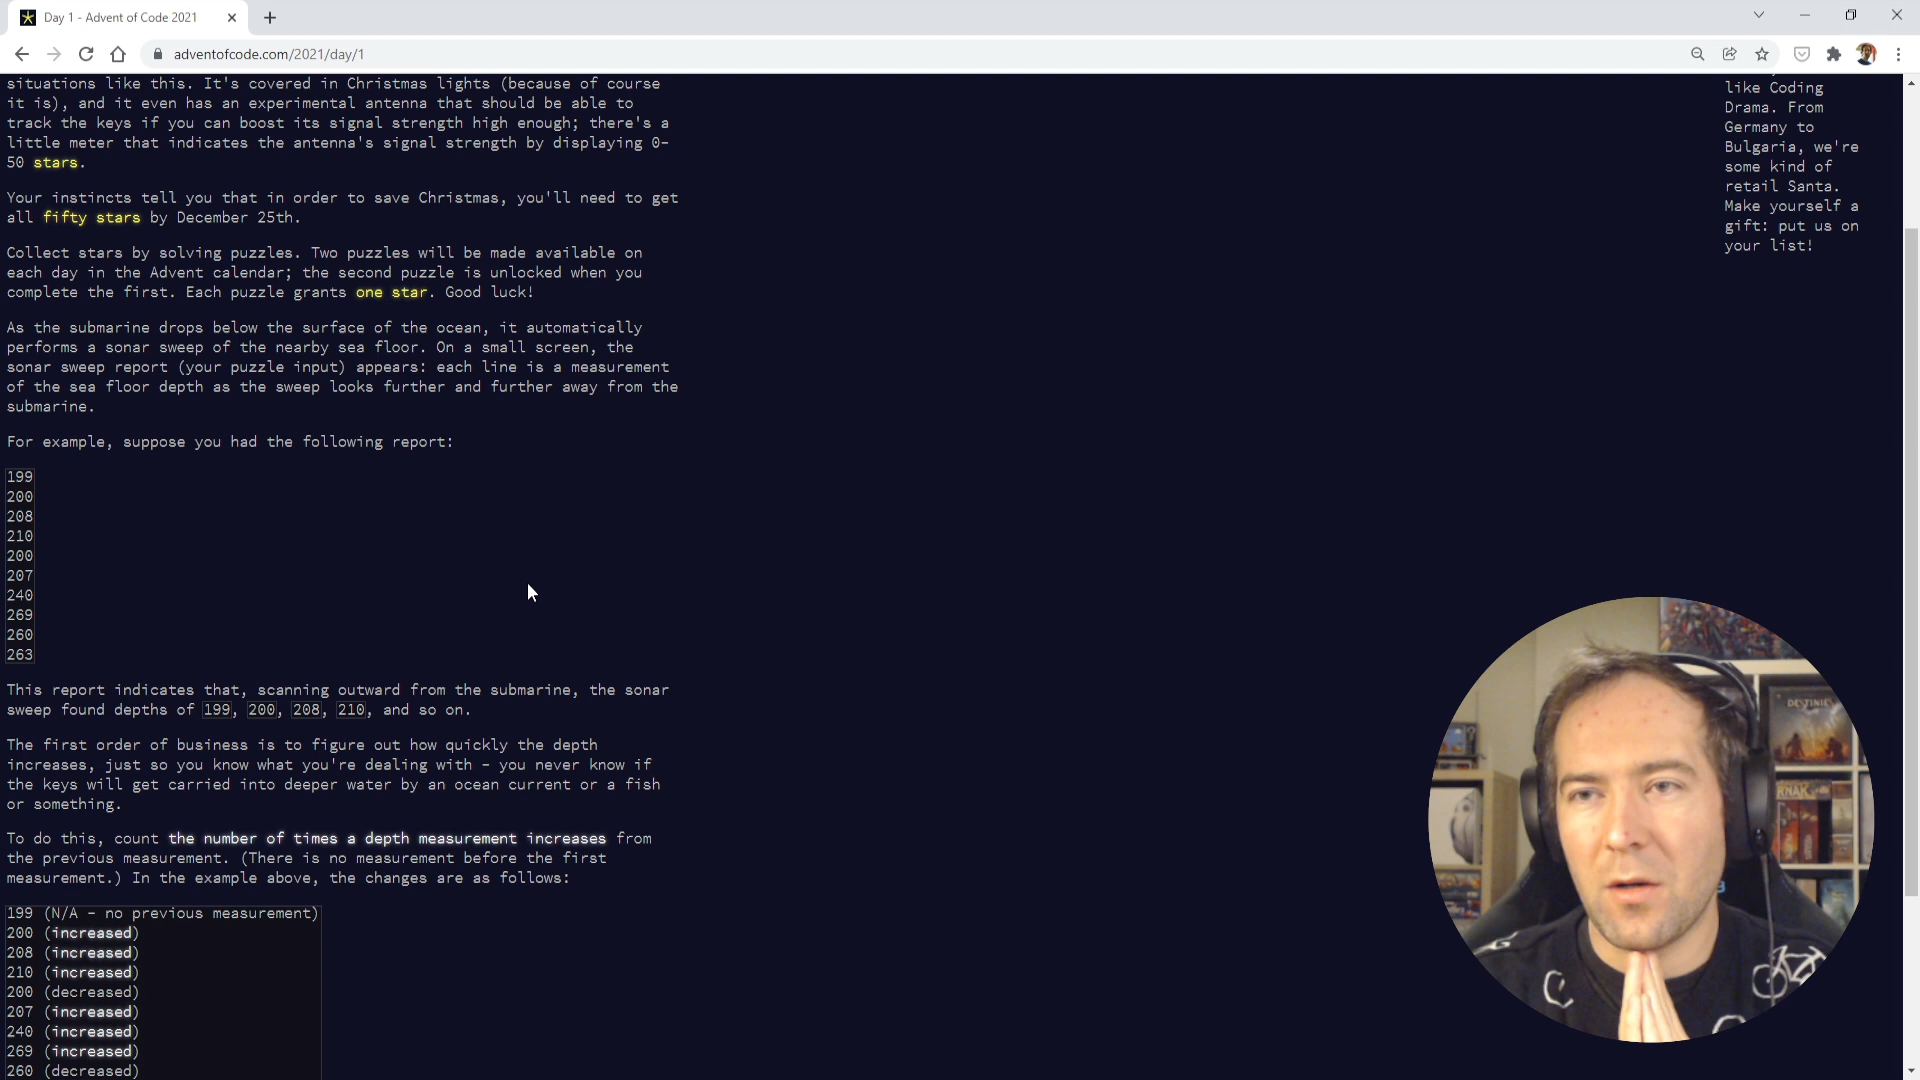 Day 1 - Advent of Code 2021
adventofcode.com/2021/day/1
situations like this. It's covered in Christmas lights (because of course
it is), and it even has an experimental antenna that should be able to
track the keys if you can boost its signal strength high enough; there's a
little meter that indicates the antenna's signal strength by displaying 0-
50 stars.
Your instincts tell you that in order to save Christmas, you'll need to get
all fifty stars by December 25th.
Collect stars by solving puzzles. Two puzzles will be made available on
each day in the Advent calendar; the second puzzle is unlocked when you
complete the first. Each puzzle grants one star. Good luck!
As the submarine drops below the surface of the ocean, it automatically
performs a sonar sweep of the nearby sea floor. On a small screen, the
sonar sweep report (your puzzle input) appears: each line is a measurement
of the sea floor depth as the sweep looks further and further away from the
submarine.
For example, suppose you had the following report:
199
200
208
210
200
207
240
269
260
263
This report indicates that, scanning outward from the submarine, the sonar
sweep found depths of 199, 200, 208, 210, and so on.
The first order of business is to figure out how quickly the depth
increases, just so you know what you're dealing with - you never know if
the keys will get carried into deeper water by an ocean current or a fish
or something.
To do this, count the number of times a depth measurement increases from
the previous measurement. (There is no measurement before the first
measurement.) In the example above, the changes are as follows:
199 (N/A - no previous measurement)
200 (increased)
208 (increased)
210 (increased)
200 (decreased)
207 (increased)
240 (increased)
269 (increased)
260 (decreased)
like Coding
Drama. From
Germany to
Bulgaria, we're
some kind of
retail Santa.
Make yourself a
gift: put us on
your list!
DESTINIES